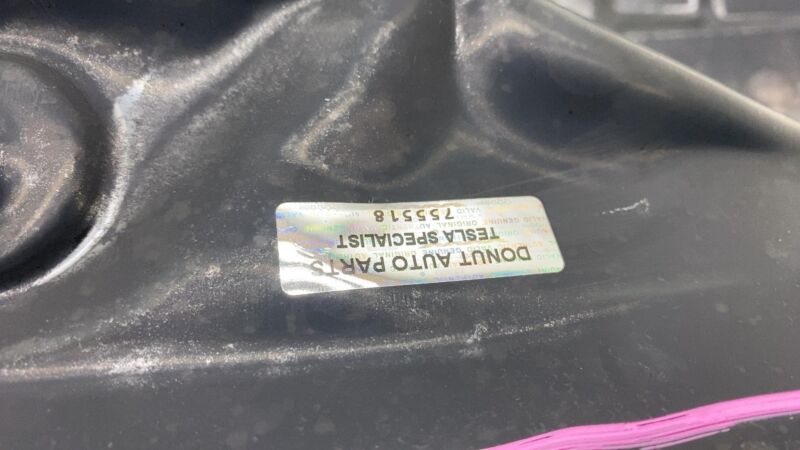 DONUT AUTO PARTS
TESLA SPECIALIST
755518